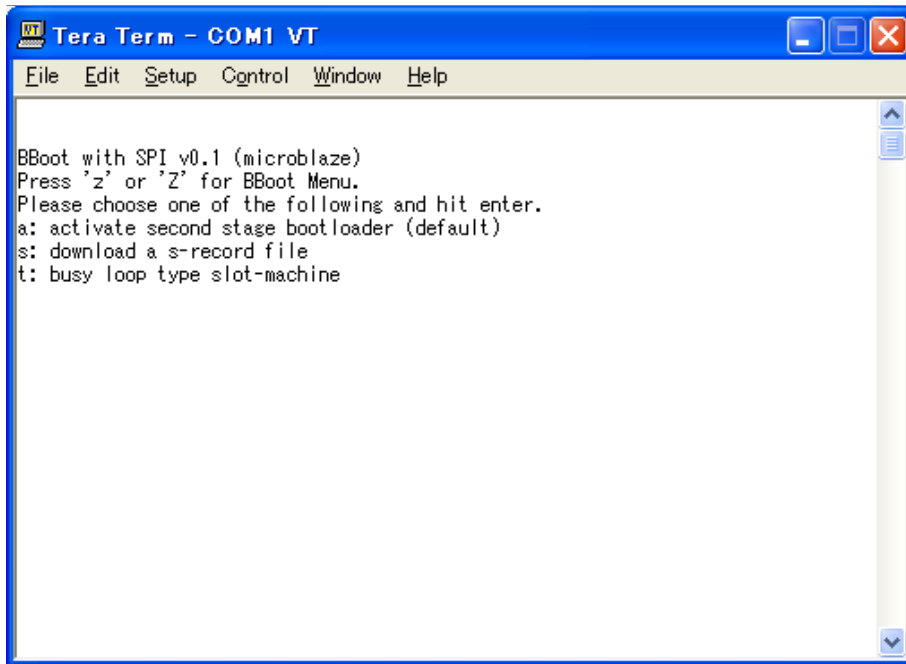 Tera Term - COM1 VT
File Edit Setup Control Window Help
BBoot with SPI v0.1 (microblaze)
Press 'z' or 'Z' for BBoot Menu.
Please choose one of the following and hit enter.
a: activate second stage bootloader (default)
s: download a s-record file
t: busy loop type slot-machine